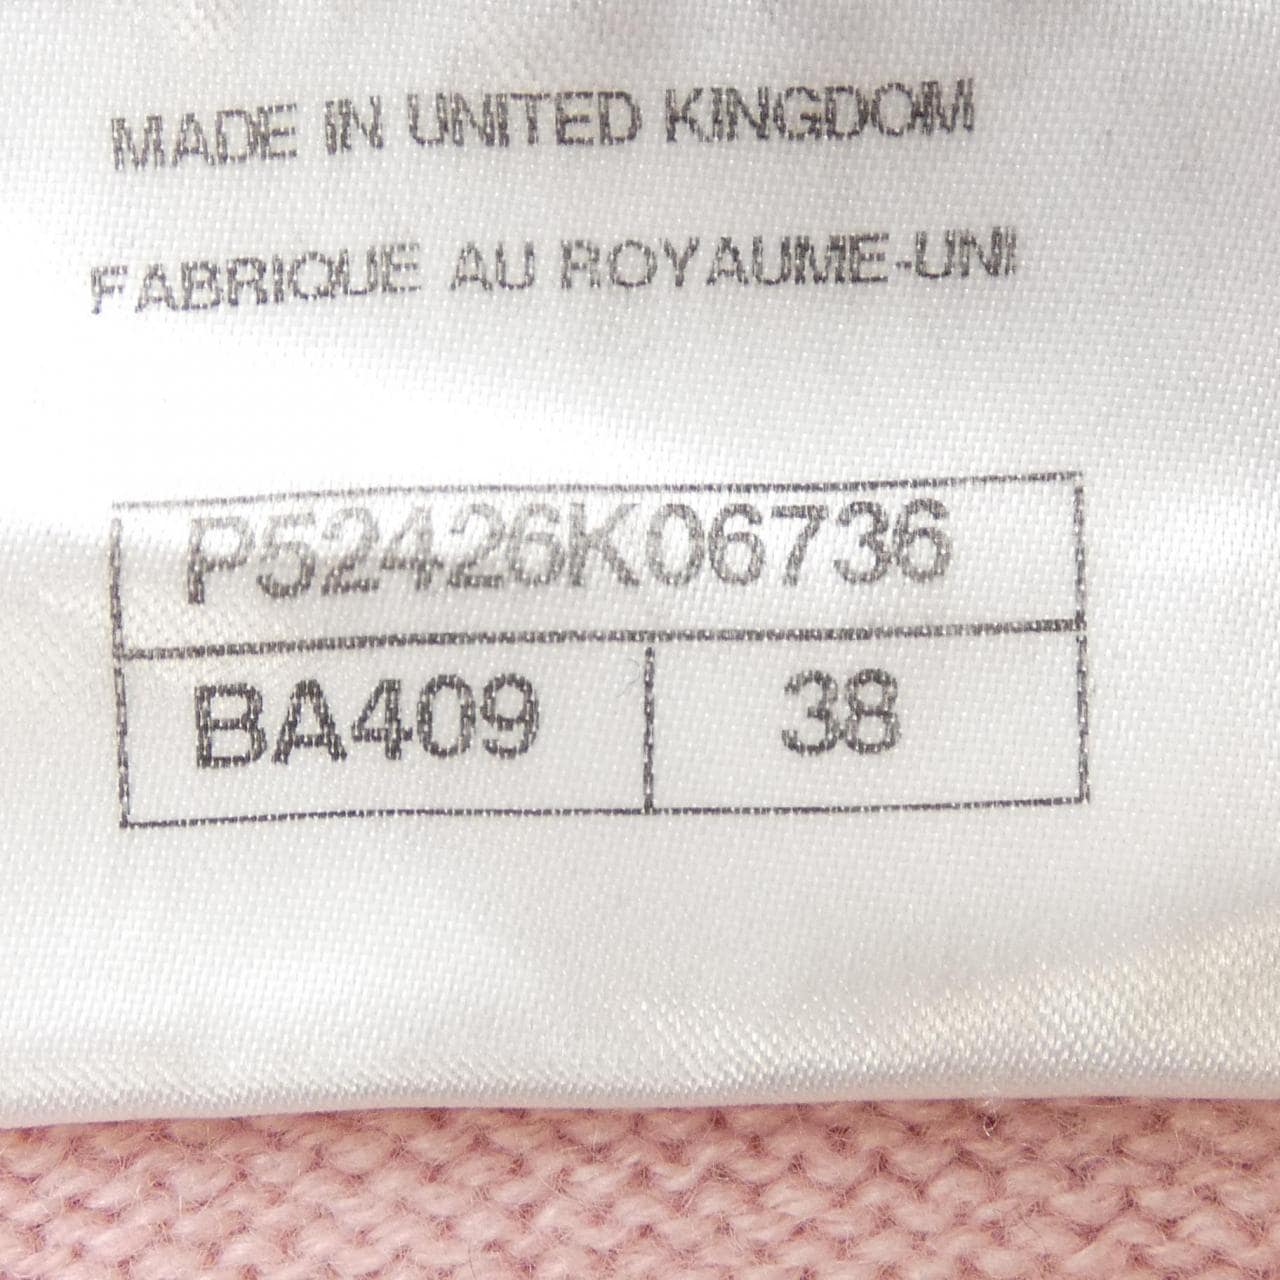 MADE IN UNITED KINGDOM
FABRIQUE AU ROYAUME-UNI
P52426K06736
BA409 38